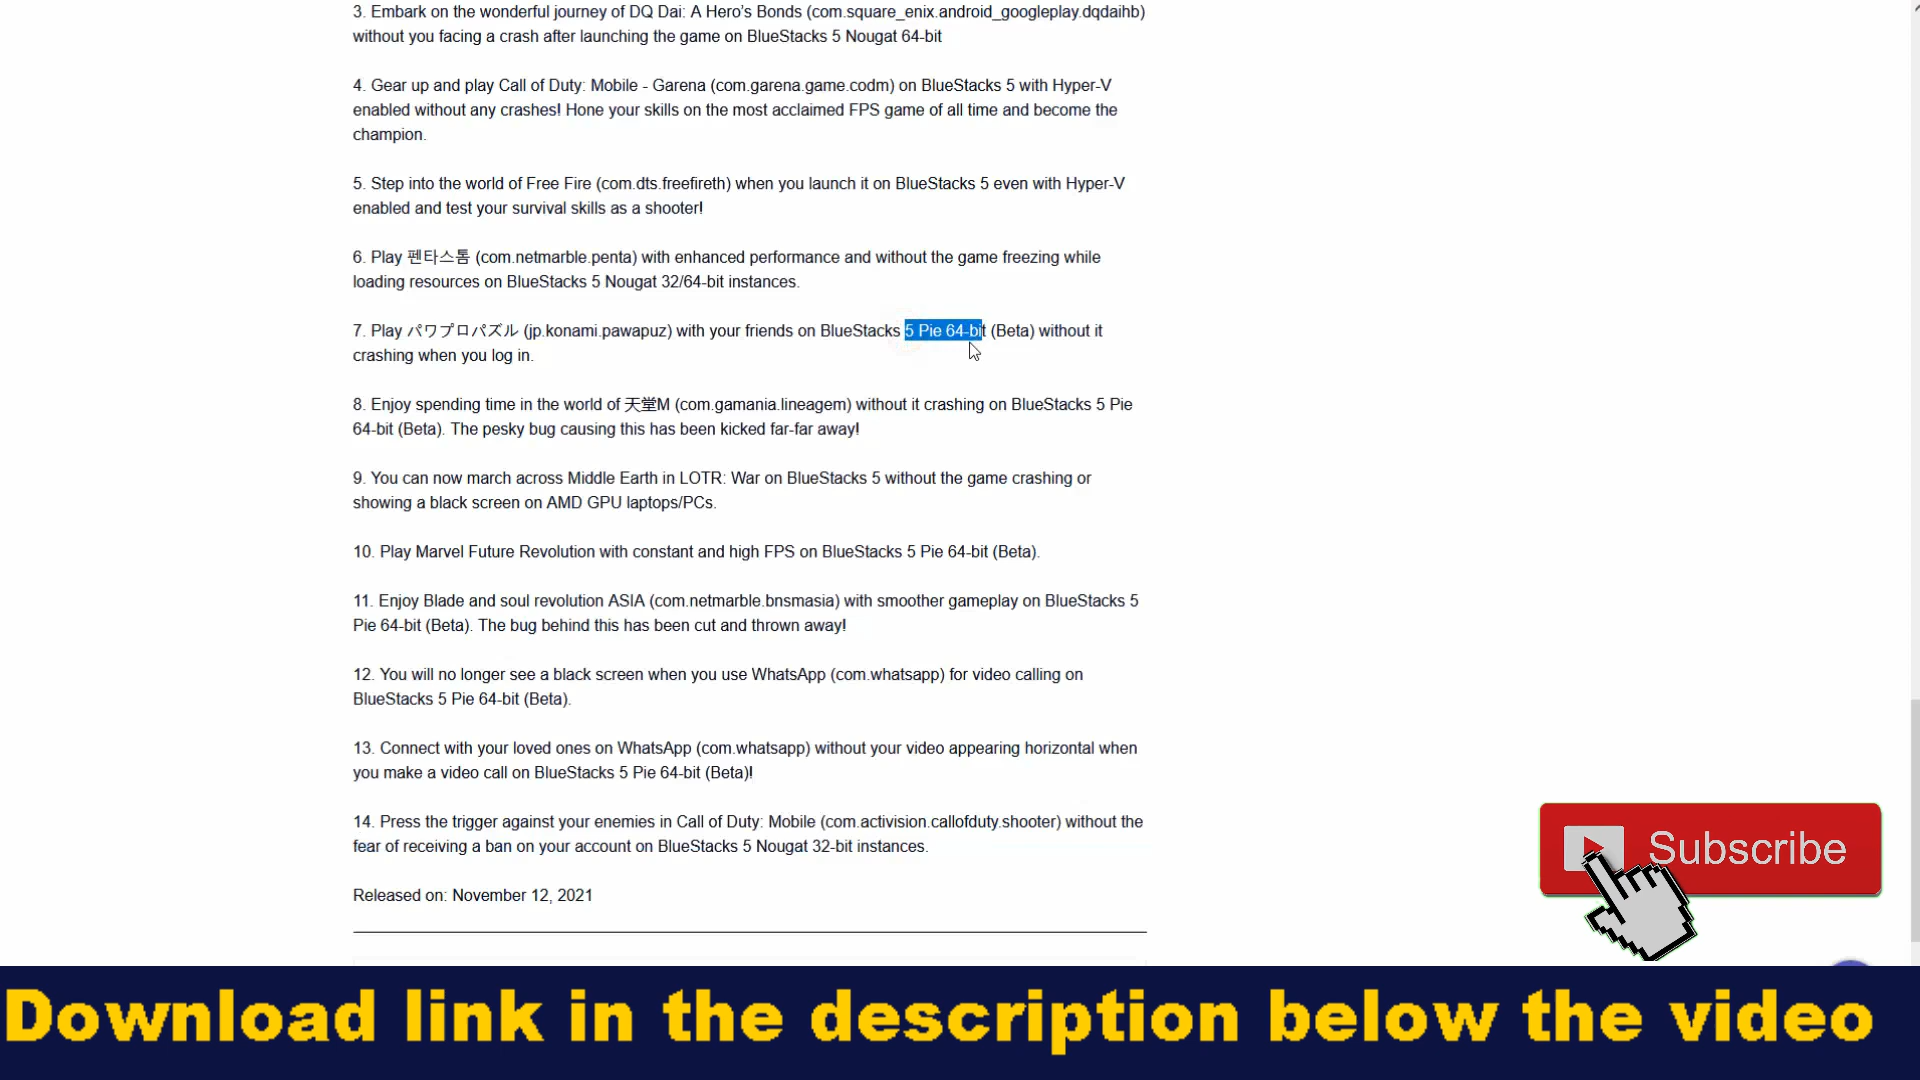 3. Embark on the wonderful journey of DQ Dai: A Hero's Bonds (com.square_enix.android_googleplay.dqdaihb)
without you facing a crash after launching the game on BlueStacks 5 Nougat 64-bit
4. Gear up and play Call of Duty: Mobile - Garena (com.garena.game.codm) on BlueStacks 5 with Hyper-V
enabled without any crashes! Hone your skills on the most acclaimed FPS game of all time and become the
champion.
5. Step into the world of Free Fire (com.dts.freefireth) when you launch it on BlueStacks 5 even with Hyper-V
enabled and test your survival skills as a shooter!
6. Play 펜타스톰 (com.netmarble.penta) with enhanced performance and without the game freezing while
loading resources on BlueStacks 5 Nougat 32/64-bit instances.
7. Play パワプロパズル (jp.konami.pawapuz) with your friends on BlueStacks 5 Pie 64-bit (Beta) without it
crashing when you log in.
8. Enjoy spending time in the world of 天堂M (com.gamania.lineagem) without it crashing on BlueStacks 5 Pie
64-bit (Beta). The pesky bug causing this has been kicked far-far away!
9. You can now march across Middle Earth in LOTR: War on BlueStacks 5 without the game crashing or
showing a black screen on AMD GPU laptops/PCs.
10. Play Marvel Future Revolution with constant and high FPS on BlueStacks 5 Pie 64-bit (Beta).
11. Enjoy Blade and soul revolution ASIA (com.netmarble.bnsmasia) with smoother gameplay on BlueStacks 5
Pie 64-bit (Beta). The bug behind this has been cut and thrown away!
12. You will no longer see a black screen when you use WhatsApp (com.whatsapp) for video calling on
BlueStacks 5 Pie 64-bit (Beta).
13. Connect with your loved ones on WhatsApp (com.whatsapp) without your video appearing horizontal when
you make a video call on BlueStacks 5 Pie 64-bit (Beta)!
14. Press the trigger against your enemies in Call of Duty: Mobile (com.activision.callofduty.shooter) without the
fear of receiving a ban on your account on BlueStacks 5 Nougat 32-bit instances.
Released on: November 12, 2021
Subscribe
Download link in the description below the video